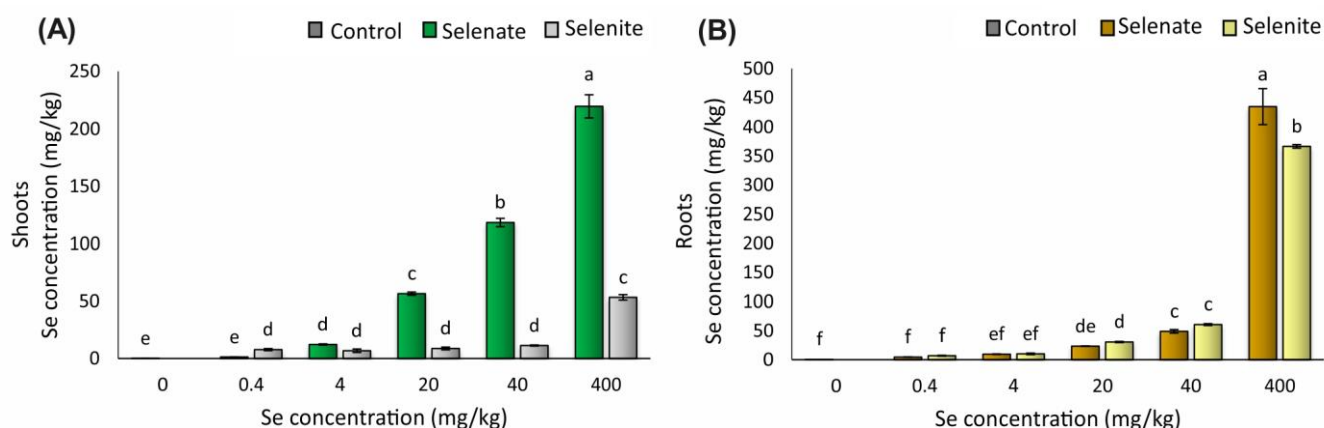 (A)
Control Selenate Selenite
Shoots
Se concentration (mg/kg)
250
200
150
100
50
0
e
e d
d d
c d
b d
a c
0 0.4 4 20 40 400
Se concentration (mg/kg)
(B)
Control Selenate Selenite
Roots
Se concentration (mg/kg)
500
450
400
350
300
250
200
150
100
50
0
f
f f
ef ef
de d
c c
a b
0 0.4 4 20 40 400
Se concentration (mg/kg)